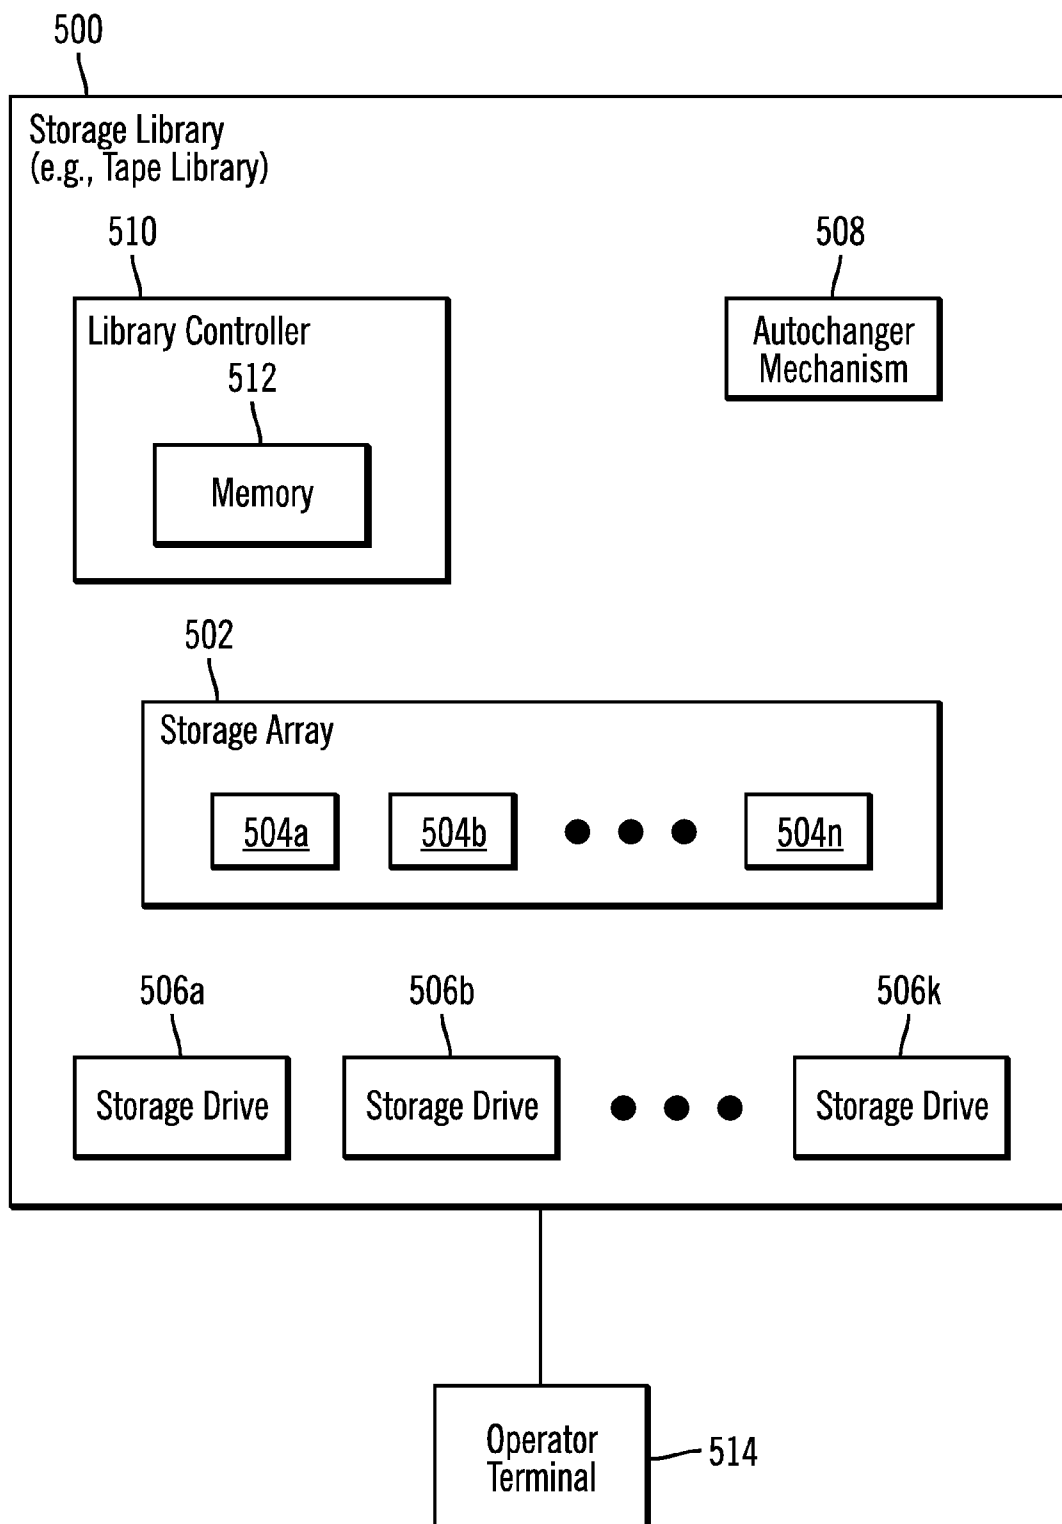 500
Storage Library
(e.g., Tape Library)
510
508
Library Controller
Autochanger
Mechanism
512
Memory
502
Storage Array
504a
504b
504n
506a
506b
506k
Storage Drive
Storage Drive
Storage Drive
Operator
Terminal
514